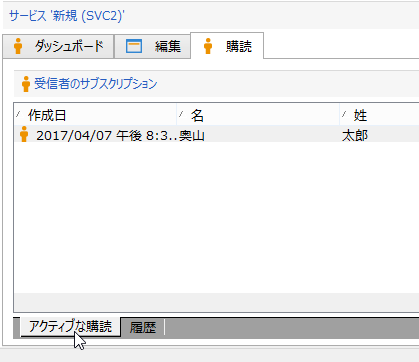 サービス '新規 (SVC2)'
ダッシュボード 編集 購読
受信者のサブスクリプション
作成日 名 姓
2017/04/07 午後 8:3... 奥山 太郎
アクティブな購読 履歴